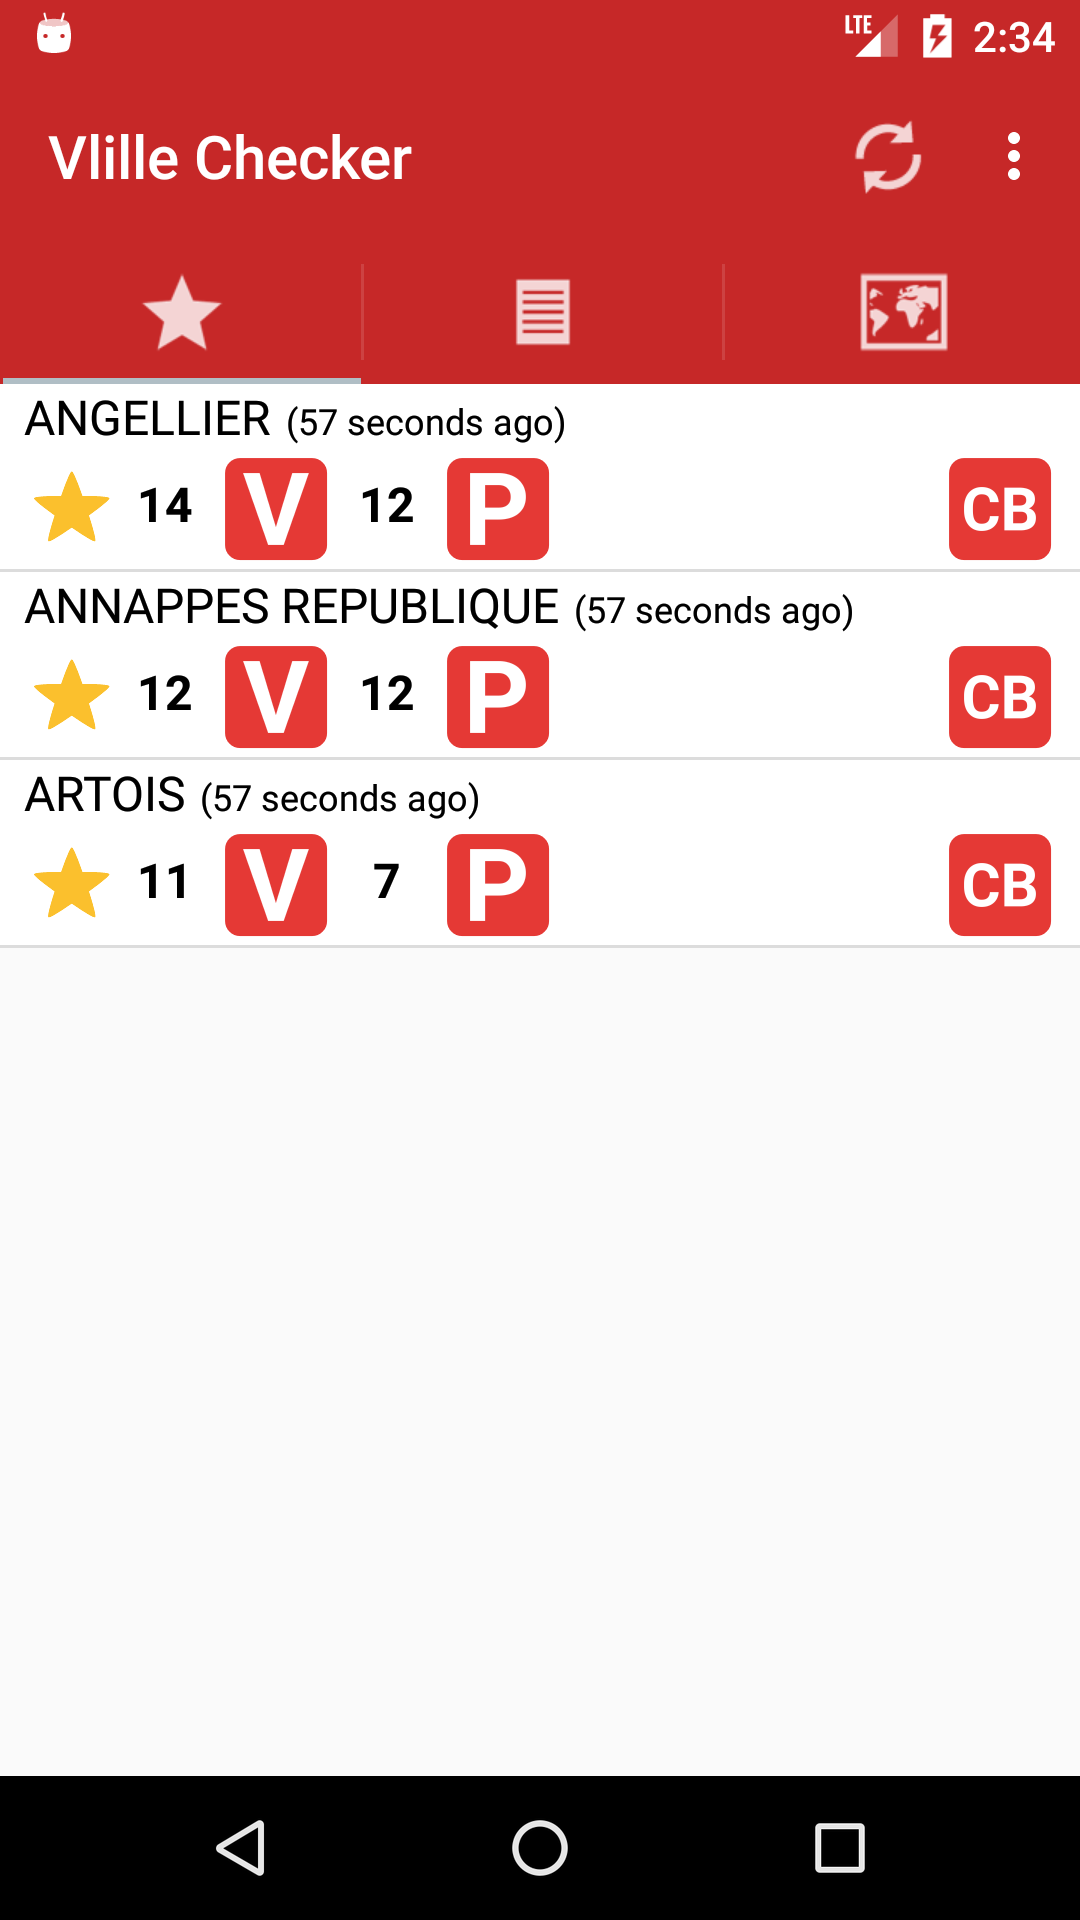 LTE 2:34
Vlille Checker
ANGELLIER (57 seconds ago)
14 V 12 P CB
ANNAPPES REPUBLIQUE (57 seconds ago)
12 V 12 P CB
ARTOIS (57 seconds ago)
11 V 7 P CB